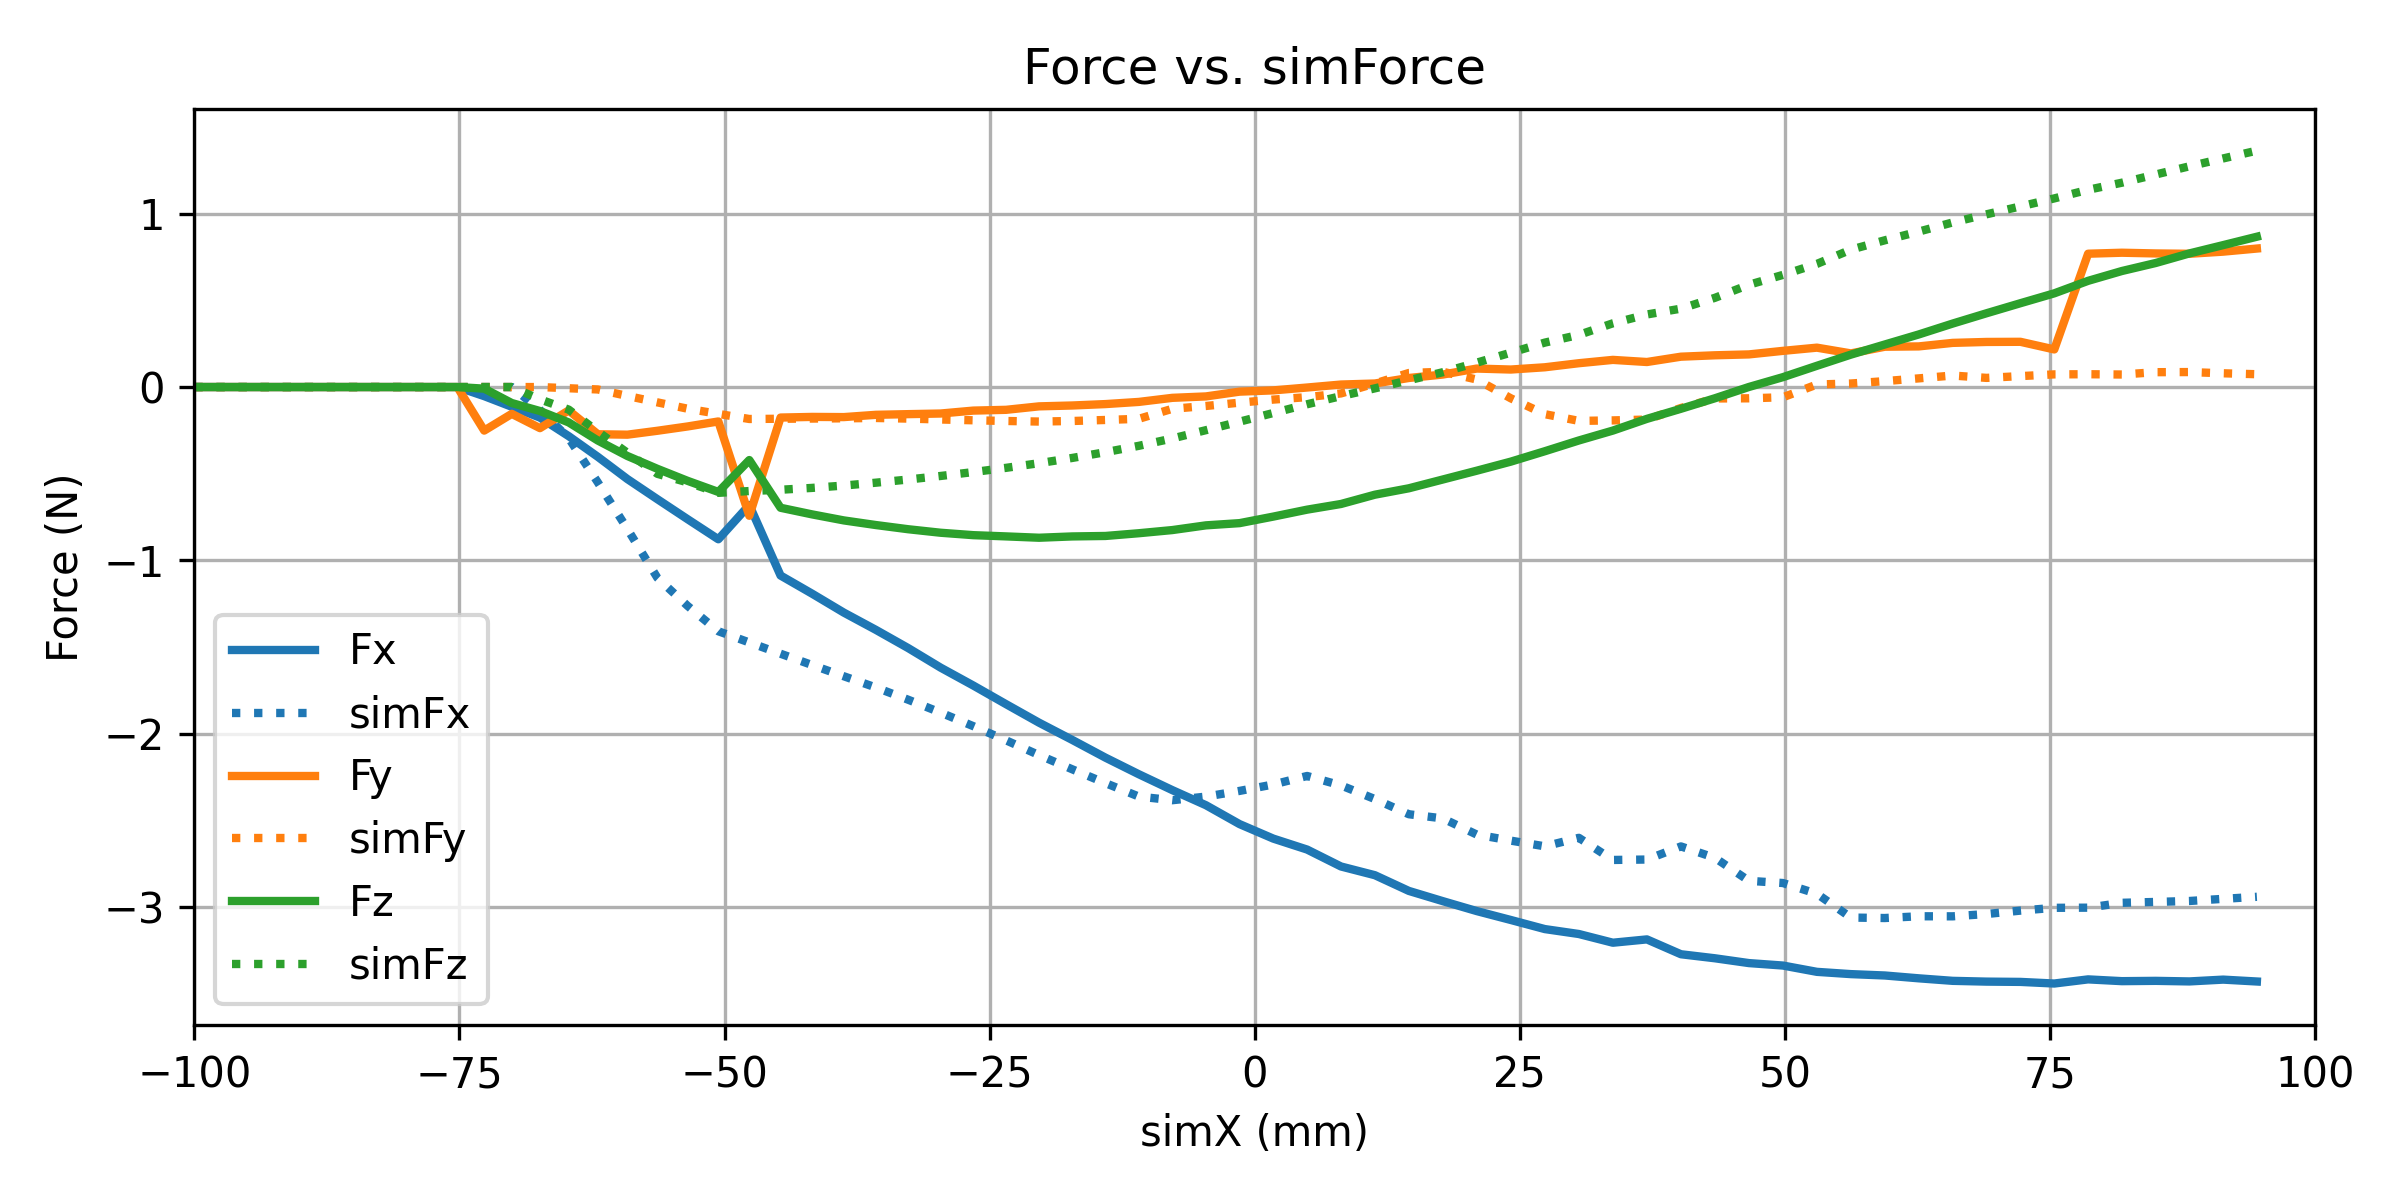 Force vs. simForce
Force (N)
1
0
−1
−2
−3
Fx
simFx
Fy
simFy
Fz
simFz
−100 −75 −50 −25 0 25 50 75 100
simX (mm)